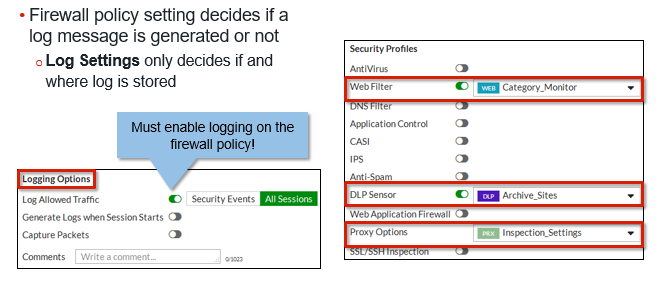 • Firewall policy setting decides if a
log message is generated or not
o Log Settings only decides if and
where log is stored
Must enable logging on the
firewall policy!
Logging Options
Log Allowed Traffic Security Events All Sessions
Generate Logs when Session Starts
Capture Packets
Comments Write a comment... 0/1023
Security Profiles
AntiVirus
Web Filter WEB Category_Monitor
DNS Filter
Application Control
CASI
IPS
Anti-Spam
DLP Sensor DLP Archive_Sites
Web Application Firewall
Proxy Options PRX Inspection_Settings
SSL/SSH Inspection